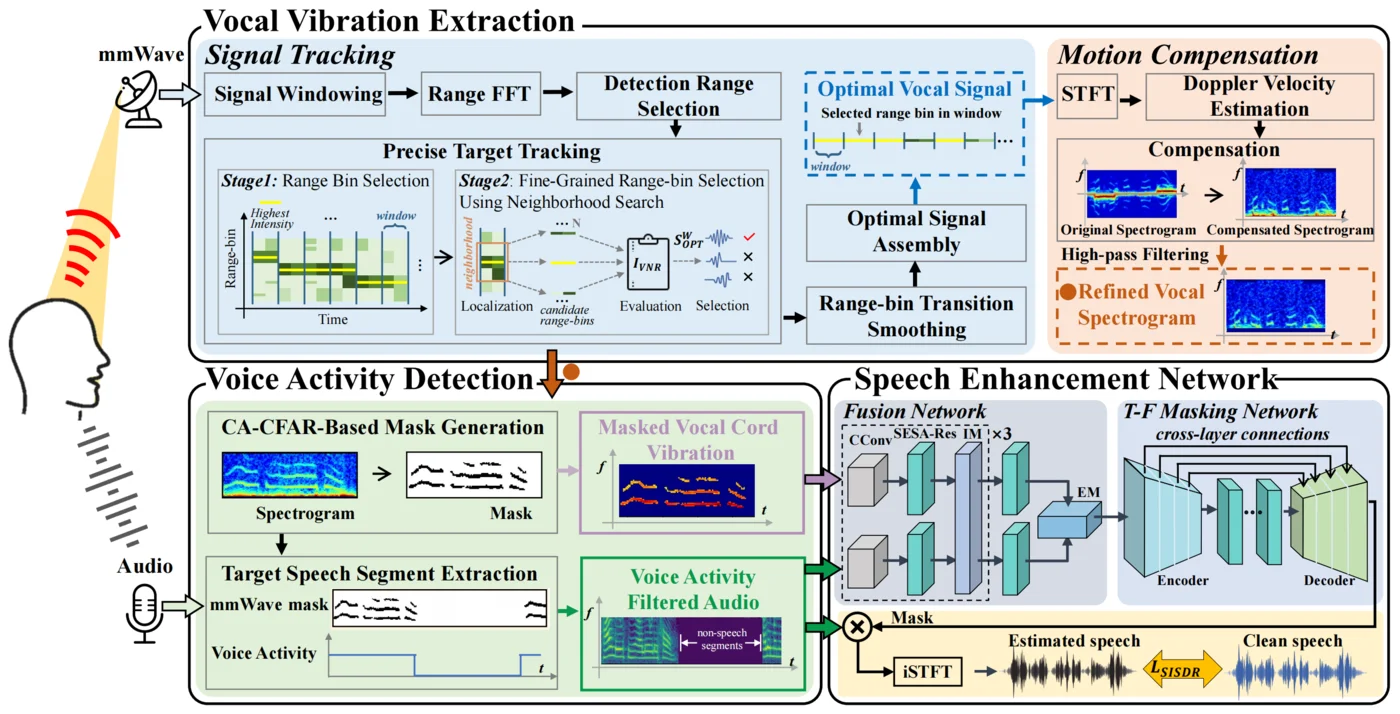 Vocal Vibration Extraction
mmWave
Signal Tracking
Signal Windowing
Range FFT
Detection Range
Selection
Precise Target Tracking
Stage1: Range Bin Selection
Highest
Intensity
...
window
Range-bin
Time
Stage2: Fine-Grained Range-bin Selection
Using Neighborhood Search
neighborhood
... N
I_VNR
S^W_OPT
Localization
candidate
range-bins
Evaluation
Selection
Optimal Vocal Signal
Selected range bin in window
...
window
Optimal Signal
Assembly
Range-bin Transition
Smoothing
Motion Compensation
STFT
Doppler Velocity
Estimation
Compensation
f
t
f
t
Original Spectrogram
Compensated Spectrogram
High-pass Filtering
Refined Vocal
Spectrogram
f
t
Voice Activity Detection
CA-CFAR-Based Mask Generation
Spectrogram
Mask
Masked Vocal Cord
Vibration
f
t
Audio
Target Speech Segment Extraction
mmWave mask
Voice Activity
t
Voice Activity
Filtered Audio
f
non-speech
segments
t
Speech Enhancement Network
Fusion Network
CConv
SESA-Res
IM
×3
EM
T-F Masking Network
cross-layer connections
...
Encoder
Decoder
Mask
iSTFT
Estimated speech
L_SISDR
Clean speech